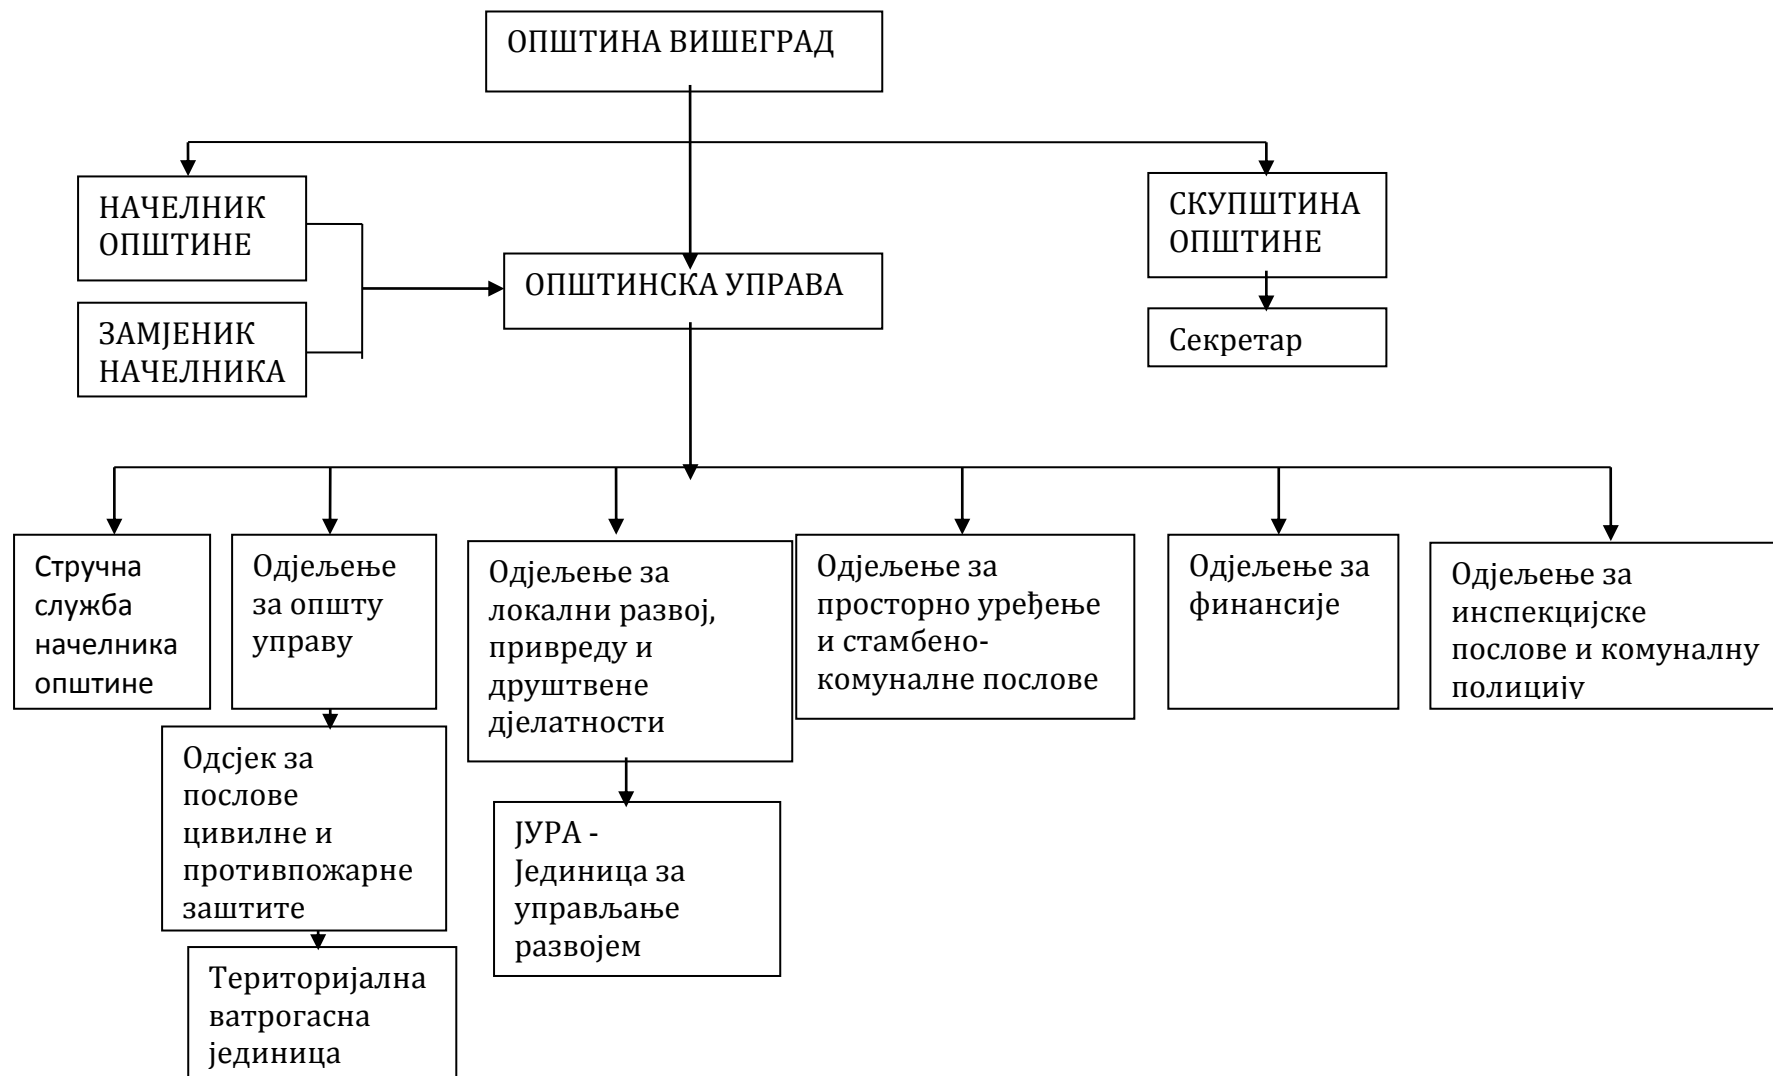 ОПШТИНА ВИШЕГРАД
НАЧЕЛНИК
ОПШТИНЕ
СКУПШТИНА
ОПШТИНЕ
ОПШТИНСКА УПРАВА
ЗАМЈЕНИК
НАЧЕЛНИКА
Секретар
Стручна
служба
начелника
општине
Одјељење
за општу
управу
Одјељење за
локални развој,
привреду и
друштвене
дјелатности
Одјељење за
просторно уређење
и стамбено-
комуналне послове
Одјељење за
финансије
Одјељење за
инспекцијске
послове и комуналну
полицију
Одсјек за
послове
цивилне и
противпожарне
заштите
ЈУРА -
Јединица за
управљање
развојем
Територијална
ватрогасна
јединица